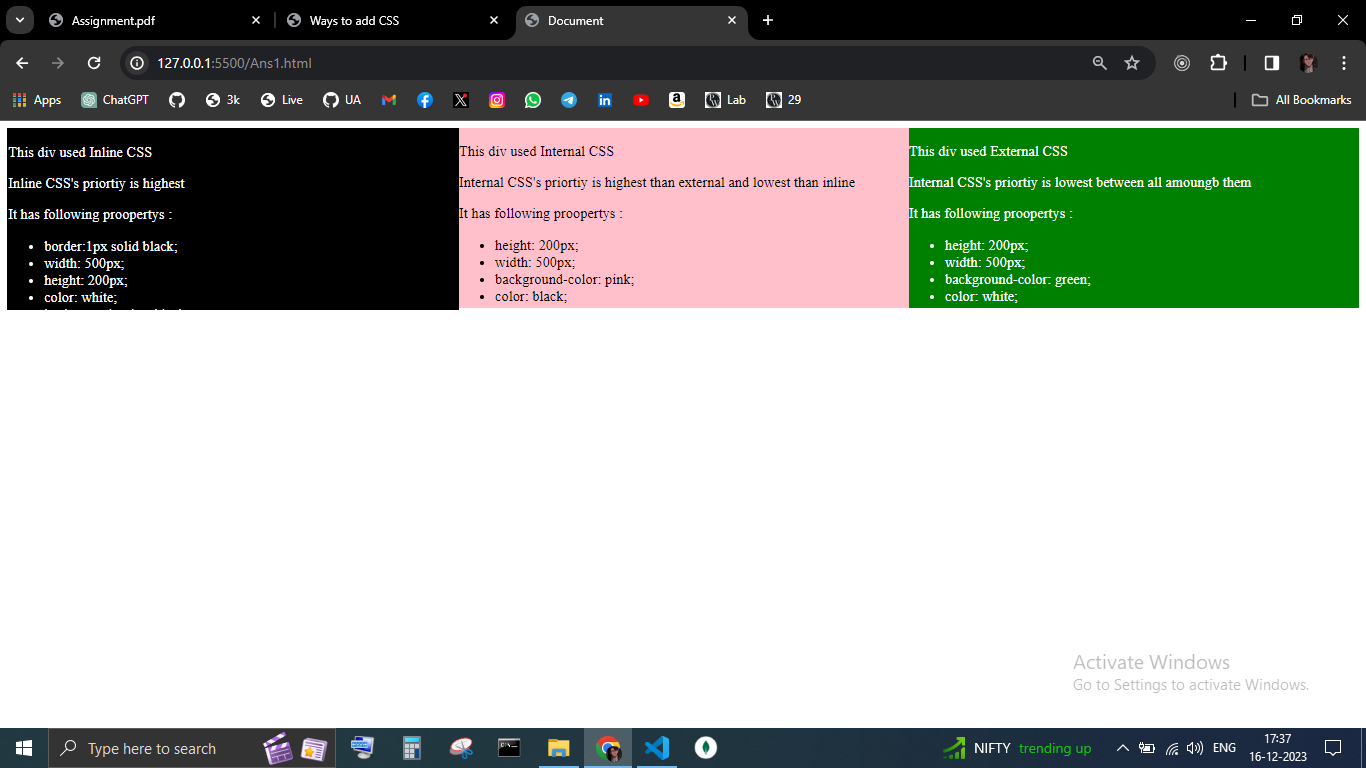 Assignment.pdf
Ways to add CSS
Document
127.0.0.1:5500/Ans1.html
Apps
ChatGPT
3k
Live
UA
Lab
29
All Bookmarks
This div used Inline CSS
Inline CSS's priortiy is highest
It has following proopertys :
border:1px solid black;
width: 500px;
height: 200px;
color: white;
This div used Internal CSS
Internal CSS's priortiy is highest than external and lowest than inline
It has following proopertys :
height: 200px;
width: 500px;
background-color: pink;
color: black;
This div used External CSS
Internal CSS's priortiy is lowest between all amoungb them
It has following proopertys :
height: 200px;
width: 500px;
background-color: green;
color: white;
Activate Windows
Go to Settings to activate Windows.
Type here to search
NIFTY trending up
ENG
17:37
16-12-2023